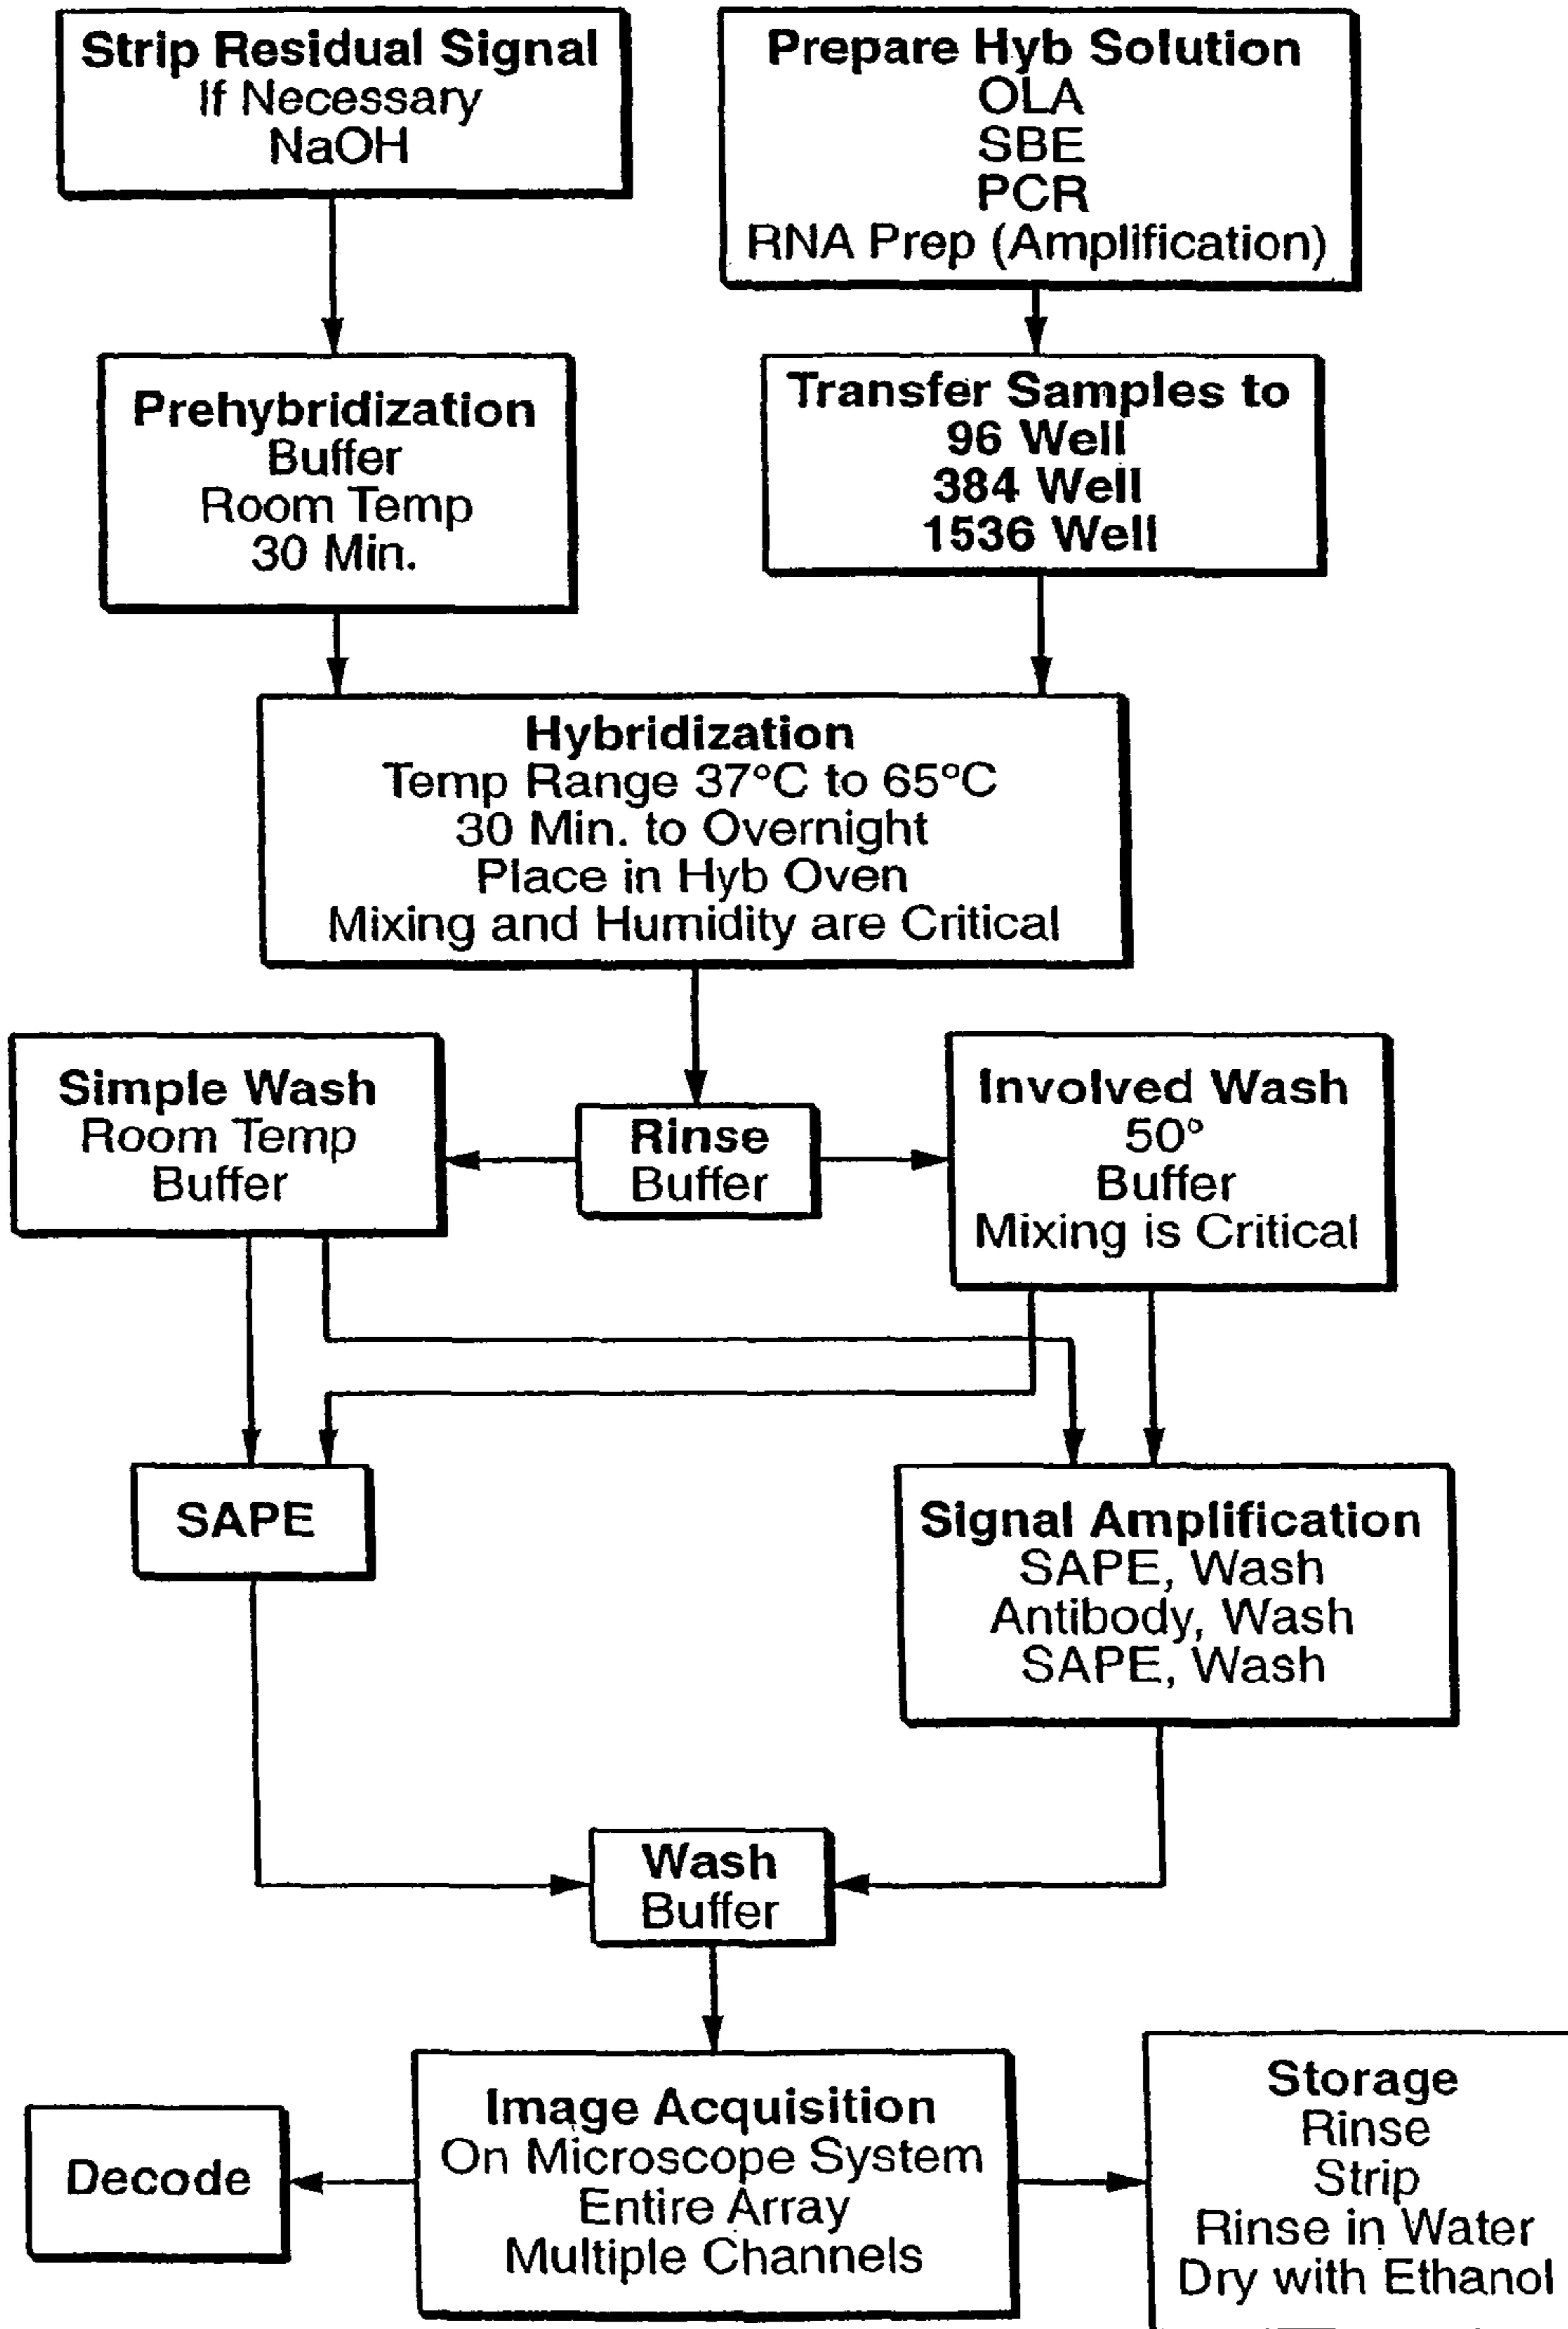 Strip Residual Signal
If Necessary
NaOH
Prepare Hyb Solution
OLA
SBE
PCR
RNA Prep (Amplification)
Prehybridization
Buffer
Room Temp
30 Min.
Transfer Samples to
96 Well
384 Well
1536 Well
Hybridization
Temp Range 37°C to 65°C
30 Min. to Overnight
Place in Hyb Oven
Mixing and Humidity are Critical
Simple Wash
Room Temp
Buffer
Rinse
Buffer
Involved Wash
50°
Buffer
Mixing is Critical
SAPE
Signal Amplification
SAPE, Wash
Antibody, Wash
SAPE, Wash
Wash
Buffer
Decode
Image Acquisition
On Microscope System
Entire Array
Multiple Channels
Storage
Rinse
Strip
Rinse in Water
Dry with Ethanol